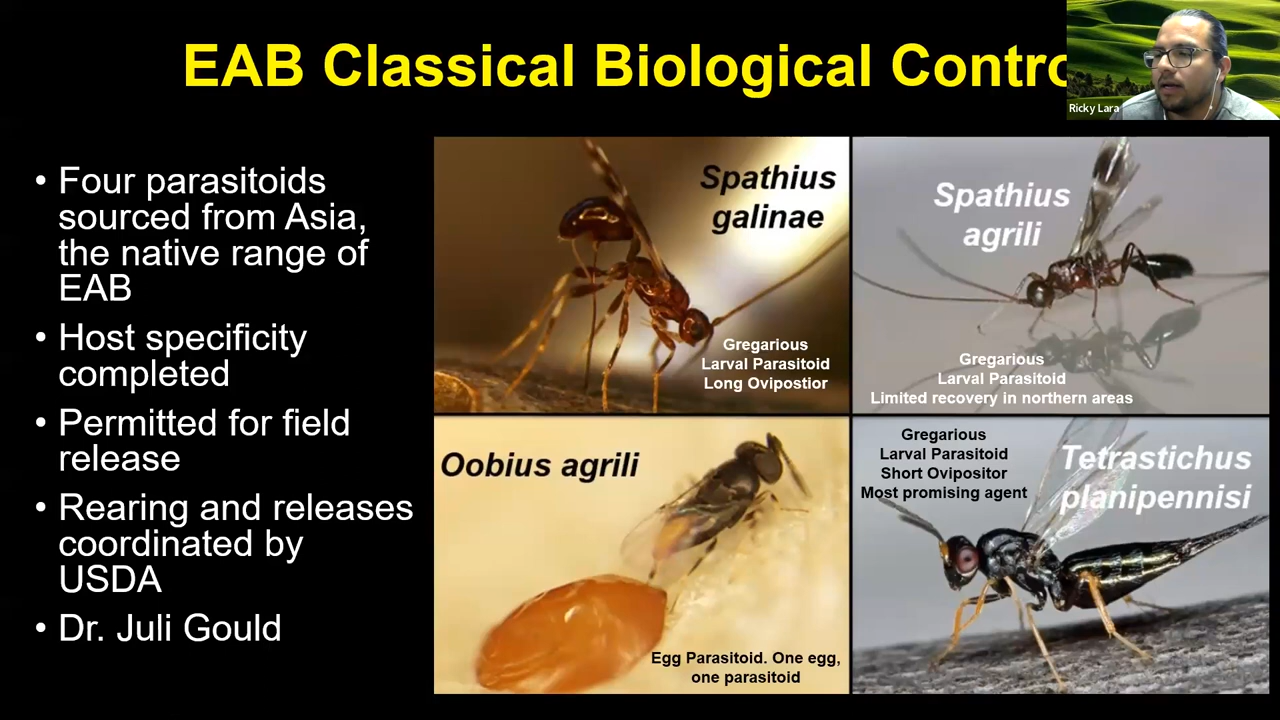 EAB Classical Biological Contro
Ricky Lara
• Four parasitoids
sourced from Asia,
the native range of
EAB
• Host specificity
completed
• Permitted for field
release
• Rearing and releases
coordinated by
USDA
• Dr. Juli Gould
Spathius
galinae
Gregarious
Larval Parasitoid
Long Ovipostior
Spathius
agrili
Gregarious
Larval Parasitoid
Limited recovery in northern areas
Oobius agrili
Egg Parasitoid. One egg,
one parasitoid
Gregarious
Larval Parasitoid
Short Ovipositor
Most promising agent
Tetrastichus
planipennisi